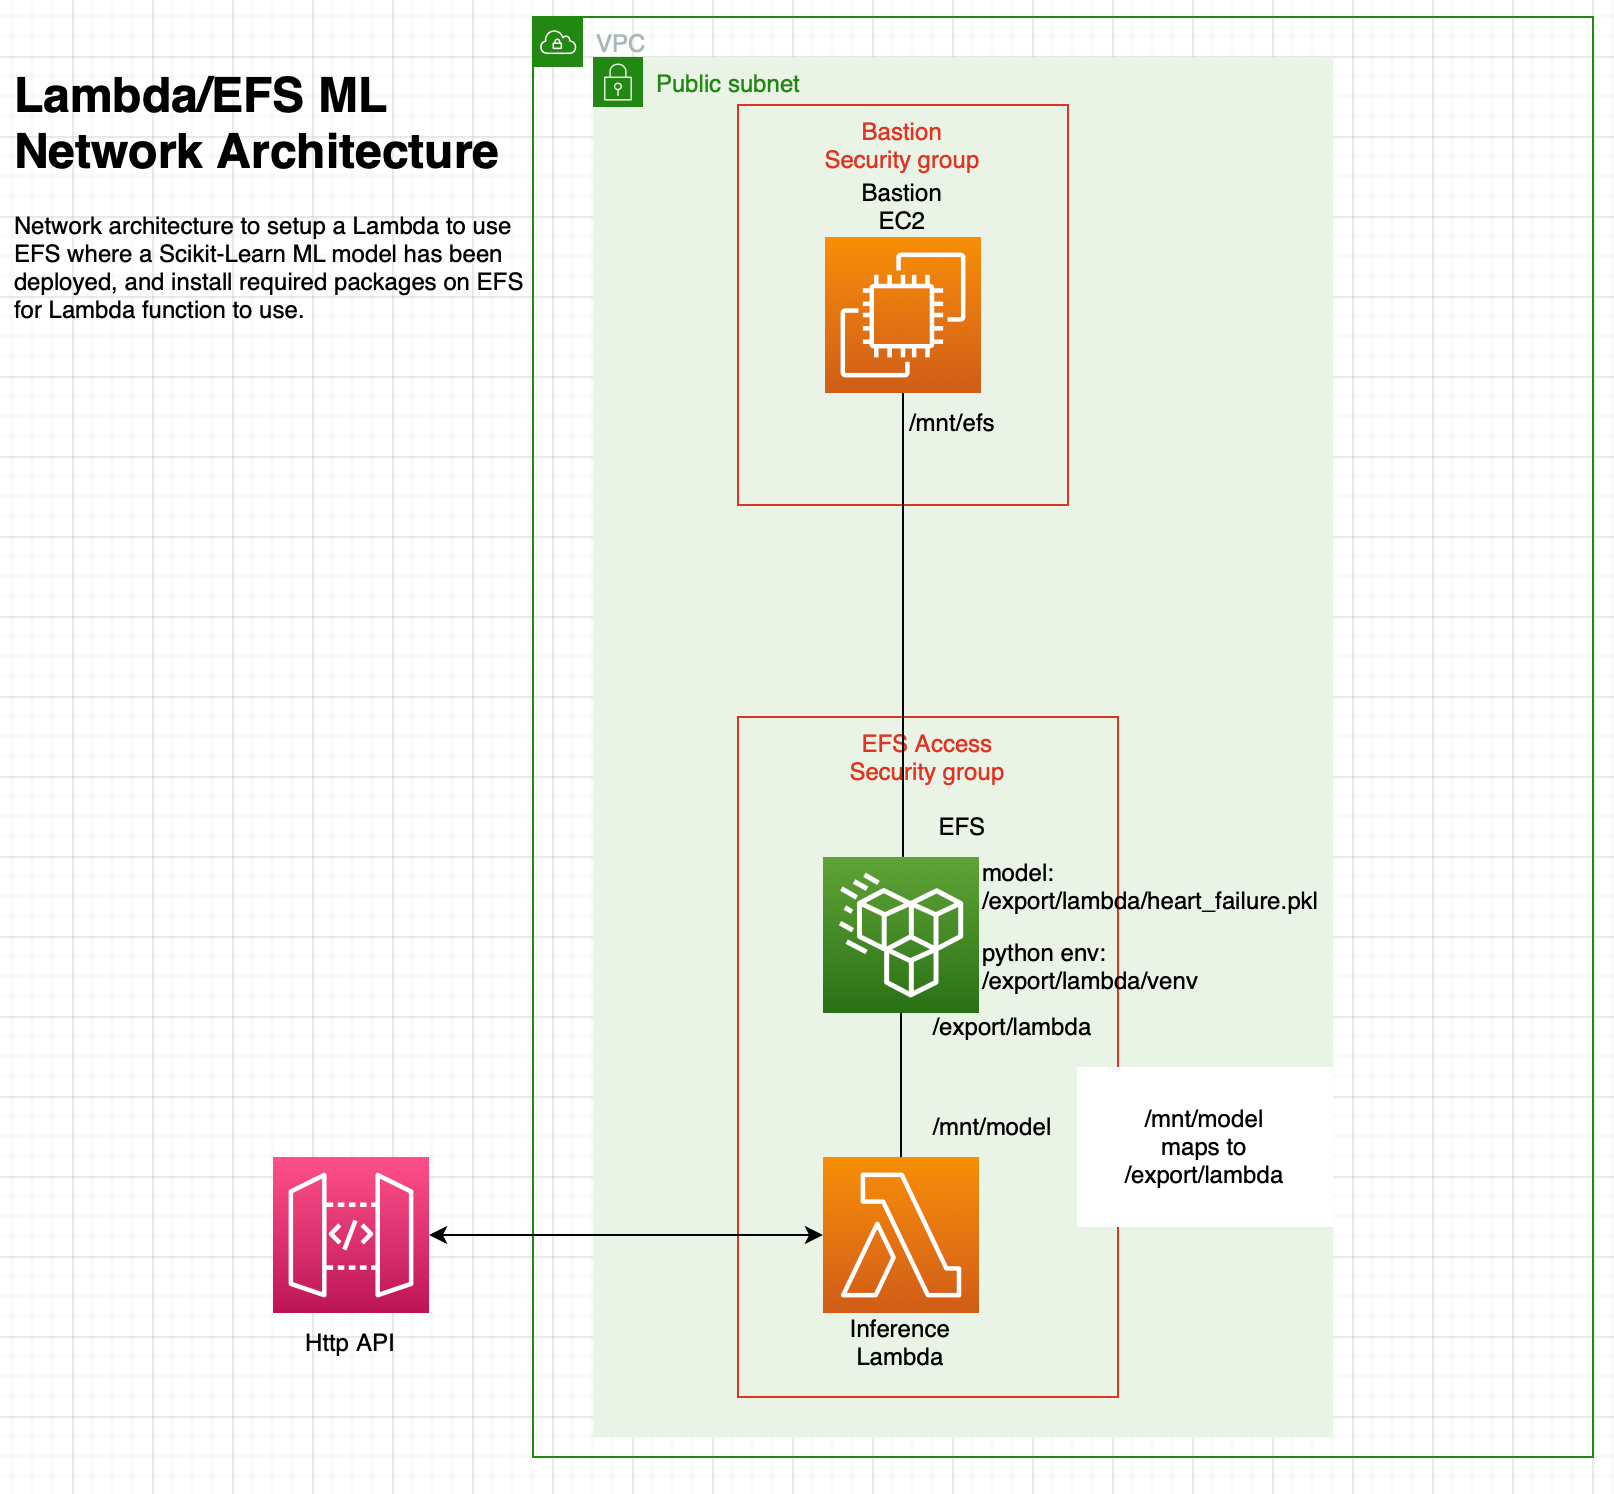 Lambda/EFS ML
Network Architecture
Network architecture to setup a Lambda to use
EFS where a Scikit-Learn ML model has been
deployed, and install required packages on EFS
for Lambda function to use.
VPC
Public subnet
Bastion
Security group
Bastion
EC2
/mnt/efs
EFS Access
Security group
EFS
model:
/export/lambda/heart_failure.pkl
python env:
/export/lambda/venv
/export/lambda
/mnt/model
/mnt/model
maps to
/export/lambda
</>
Http API
Inference
Lambda